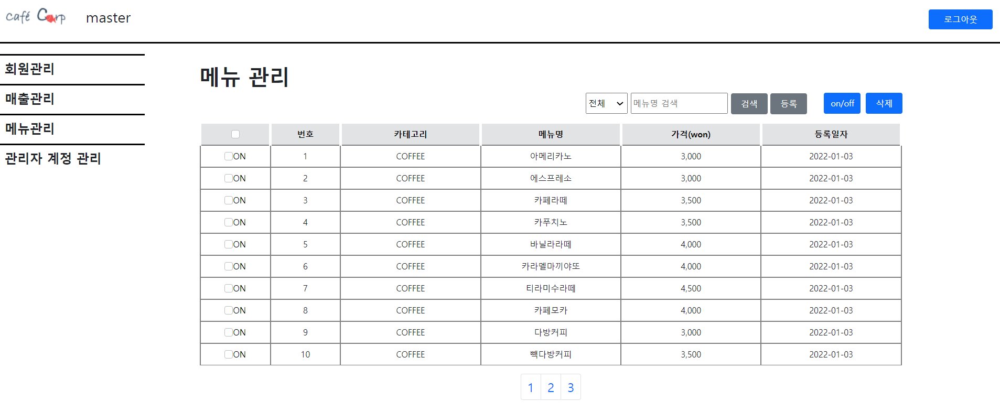 café Carp master 로그아웃
회원관리
매출관리
메뉴관리
관리자 계정 관리
메뉴 관리
전체 메뉴명 검색 검색 등록 on/off 삭제
번호 카테고리 메뉴명 가격(won) 등록일자
ON 1 COFFEE 아메리카노 3,000 2022-01-03
ON 2 COFFEE 에스프레소 3,000 2022-01-03
ON 3 COFFEE 카페라떼 3,500 2022-01-03
ON 4 COFFEE 카푸치노 3,500 2022-01-03
ON 5 COFFEE 바닐라라떼 4,000 2022-01-03
ON 6 COFFEE 카라멜마끼야또 4,000 2022-01-03
ON 7 COFFEE 티라미수라떼 4,500 2022-01-03
ON 8 COFFEE 카페모카 4,000 2022-01-03
ON 9 COFFEE 다방커피 3,000 2022-01-03
ON 10 COFFEE 빽다방커피 3,500 2022-01-03
1 2 3